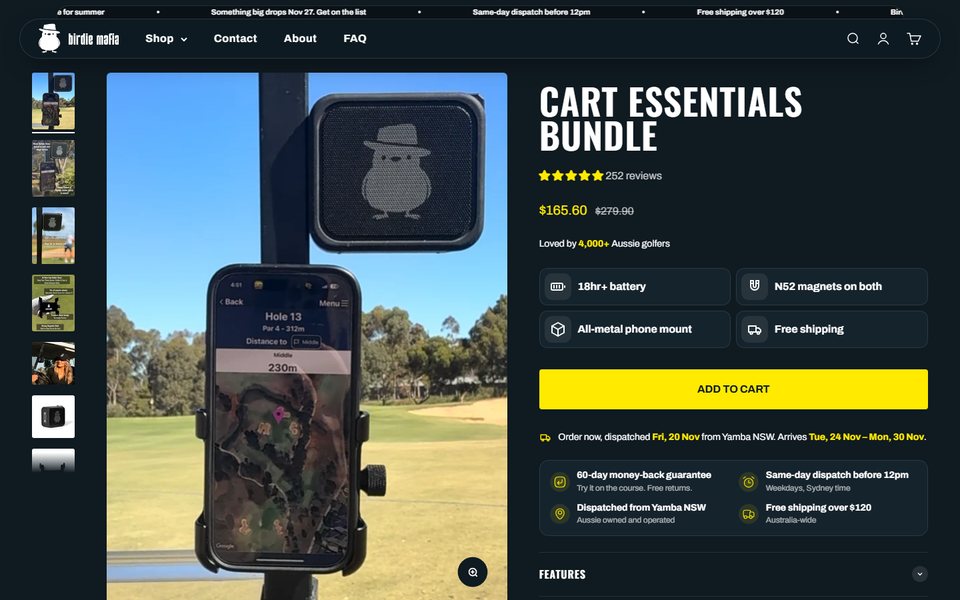 e for summer • Something big drops Nov 27. Get on the list • Same-day dispatch before 12pm • Free shipping over $120 •
birdie mafia
Shop
Contact
About
FAQ
CART ESSENTIALS
BUNDLE
252 reviews
$165.60 $279.90
Loved by 4,000+ Aussie golfers
18hr+ battery
N52 magnets on both
All-metal phone mount
Free shipping
ADD TO CART
Order now, dispatched Fri, 20 Nov from Yamba NSW. Arrives Tue, 24 Nov – Mon, 30 Nov.
60-day money-back guarantee
Try it on the course. Free returns.
Same-day dispatch before 12pm
Weekdays, Sydney time
Dispatched from Yamba NSW
Aussie owned and operated
Free shipping over $120
Australia-wide
FEATURES
4:51
Back
Menu
Hole 13
Par 4 - 312m
Distance to
Middle
Middle
230m
Google